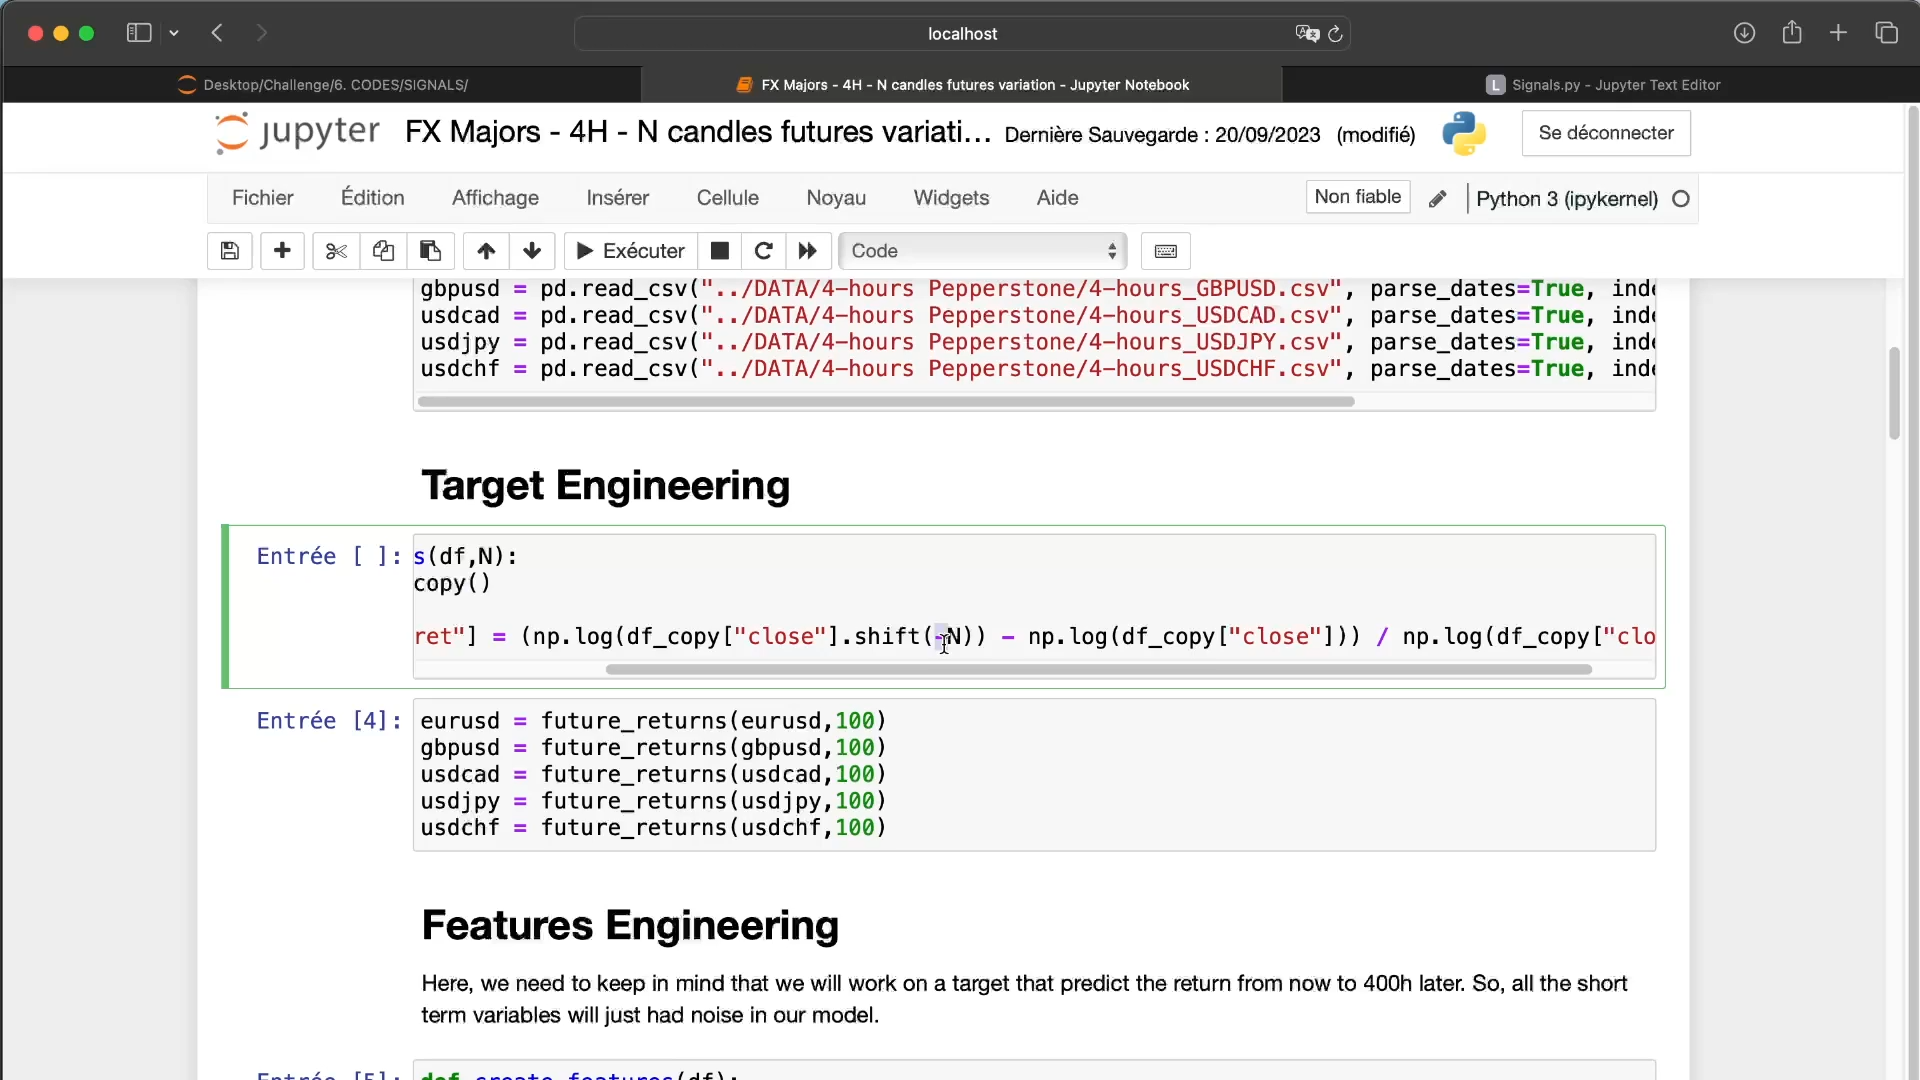 localhost
Desktop/Challenge/6. CODES/SIGNALS/
FX Majors - 4H - N candles futures variation - Jupyter Notebook
L Signals.py - Jupyter Text Editor
jupyter FX Majors - 4H - N candles futures variati... Dernière Sauvegarde : 20/09/2023 (modifié)
Se déconnecter
Fichier Édition Affichage Insérer Cellule Noyau Widgets Aide
Non fiable
Python 3 (ipykernel)
Exécuter
Code
gbpusd = pd.read_csv("../DATA/4-hours Pepperstone/4-hours_GBPUSD.csv", parse_dates=True, inde
usdcad = pd.read_csv("../DATA/4-hours Pepperstone/4-hours_USDCAD.csv", parse_dates=True, inde
usdjpy = pd.read_csv("../DATA/4-hours Pepperstone/4-hours_USDJPY.csv", parse_dates=True, inde
usdchf = pd.read_csv("../DATA/4-hours Pepperstone/4-hours_USDCHF.csv", parse_dates=True, inde
Target Engineering
Entrée [ ]: s(df,N):
copy()
ret"] = (np.log(df_copy["close"].shift(-N)) - np.log(df_copy["close"])) / np.log(df_copy["clo
Entrée [4]: eurusd = future_returns(eurusd,100)
gbpusd = future_returns(gbpusd,100)
usdcad = future_returns(usdcad,100)
usdjpy = future_returns(usdjpy,100)
usdchf = future_returns(usdchf,100)
Features Engineering
Here, we need to keep in mind that we will work on a target that predict the return from now to 400h later. So, all the short
term variables will just had noise in our model.
Entrée [5]: def create_features(df):